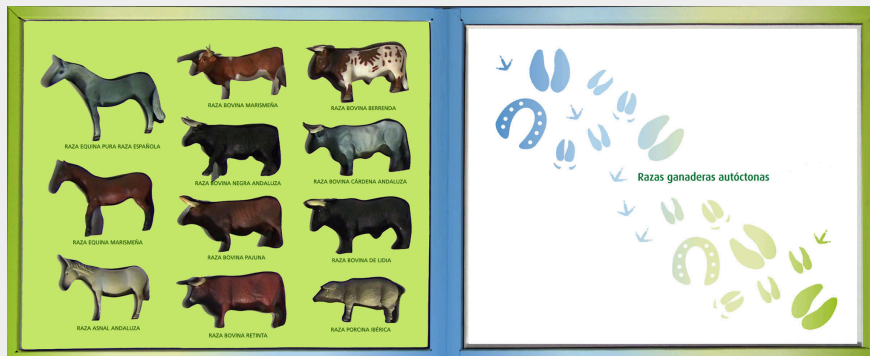 RAZA EQUINA PURA RAZA ESPAÑOLA
RAZA EQUINA MARISMEÑA
RAZA ASNAL ANDALUZA
RAZA BOVINA MARISMEÑA
RAZA BOVINA NEGRA ANDALUZA
RAZA BOVINA PAJUNA
RAZA BOVINA RETINTA
RAZA BOVINA BERRENDA
RAZA BOVINA CÁRDENA ANDALUZA
RAZA BOVINA DE LIDIA
RAZA PORCINA IBÉRICA
Razas ganaderas autóctonas